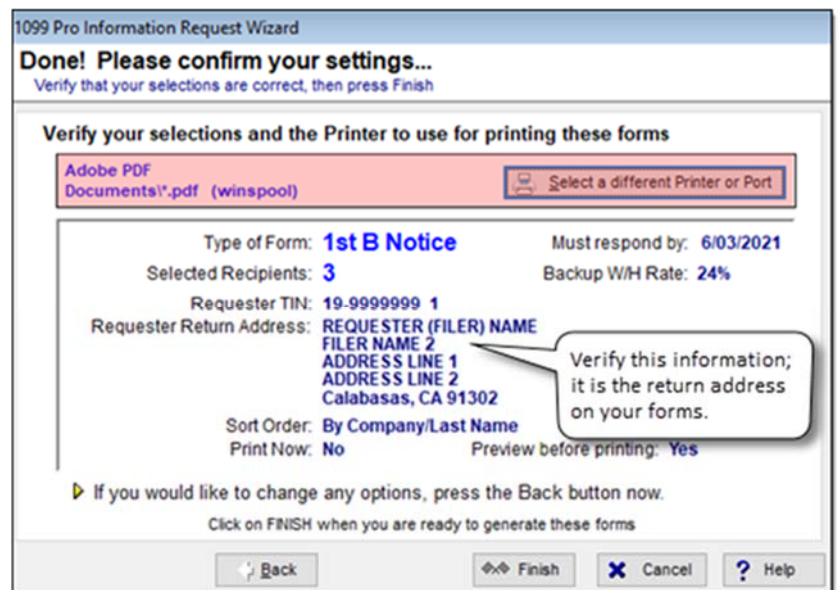 1099 Pro Information Request Wizard
Done! Please confirm your settings...
Verify that your selections are correct, then press Finish
Verify your selections and the Printer to use for printing these forms
Adobe PDF
Documents\*.pdf (winspool)
Select a different Printer or Port
Type of Form: 1st B Notice Must respond by: 6/03/2021
Selected Recipients: 3 Backup W/H Rate: 24%
Requester TIN: 19-9999999 1
Requester Return Address: REQUESTER (FILER) NAME
FILER NAME 2
ADDRESS LINE 1
ADDRESS LINE 2
Calabasas, CA 91302
Verify this information;
it is the return address
on your forms.
Sort Order: By Company/Last Name
Print Now: No Preview before printing: Yes
If you would like to change any options, press the Back button now.
Click on FINISH when you are ready to generate these forms
Back Finish Cancel Help